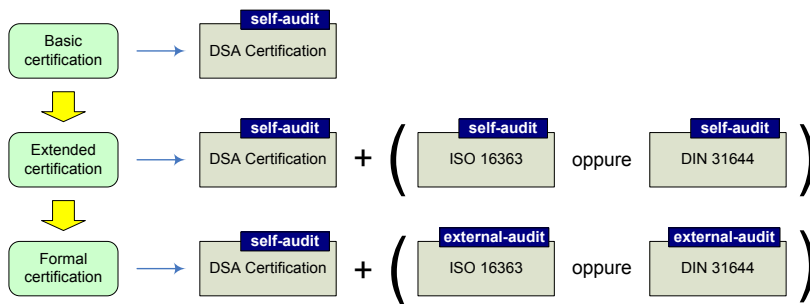 self-audit
Basic
certification
DSA Certification
self-audit
self-audit
self-audit
Extended
certification
DSA Certification
+
(
ISO 16363
oppure
DIN 31644
)
self-audit
external-audit
external-audit
Formal
certification
DSA Certification
+
(
ISO 16363
oppure
DIN 31644
)